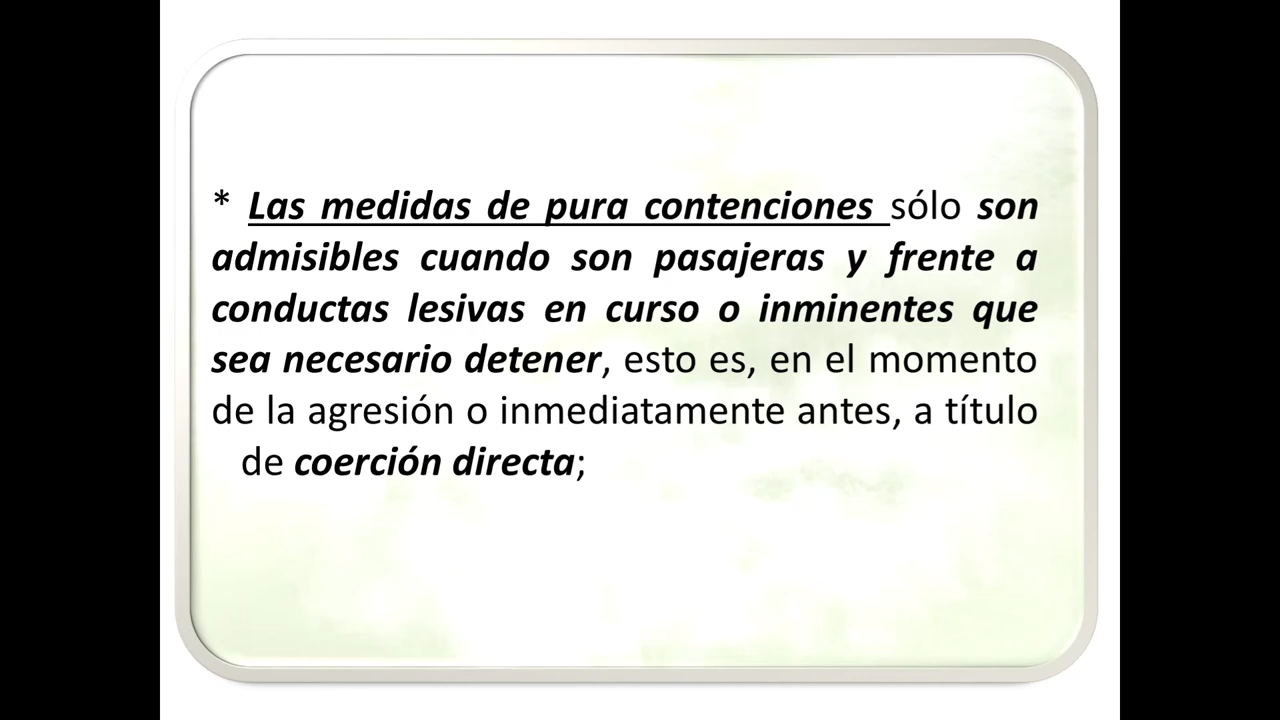 * Las medidas de pura contenciones sólo son
admisibles cuando son pasajeras y frente a
conductas lesivas en curso o inminentes que
sea necesario detener, esto es, en el momento
de la agresión o inmediatamente antes, a título
de coerción directa;